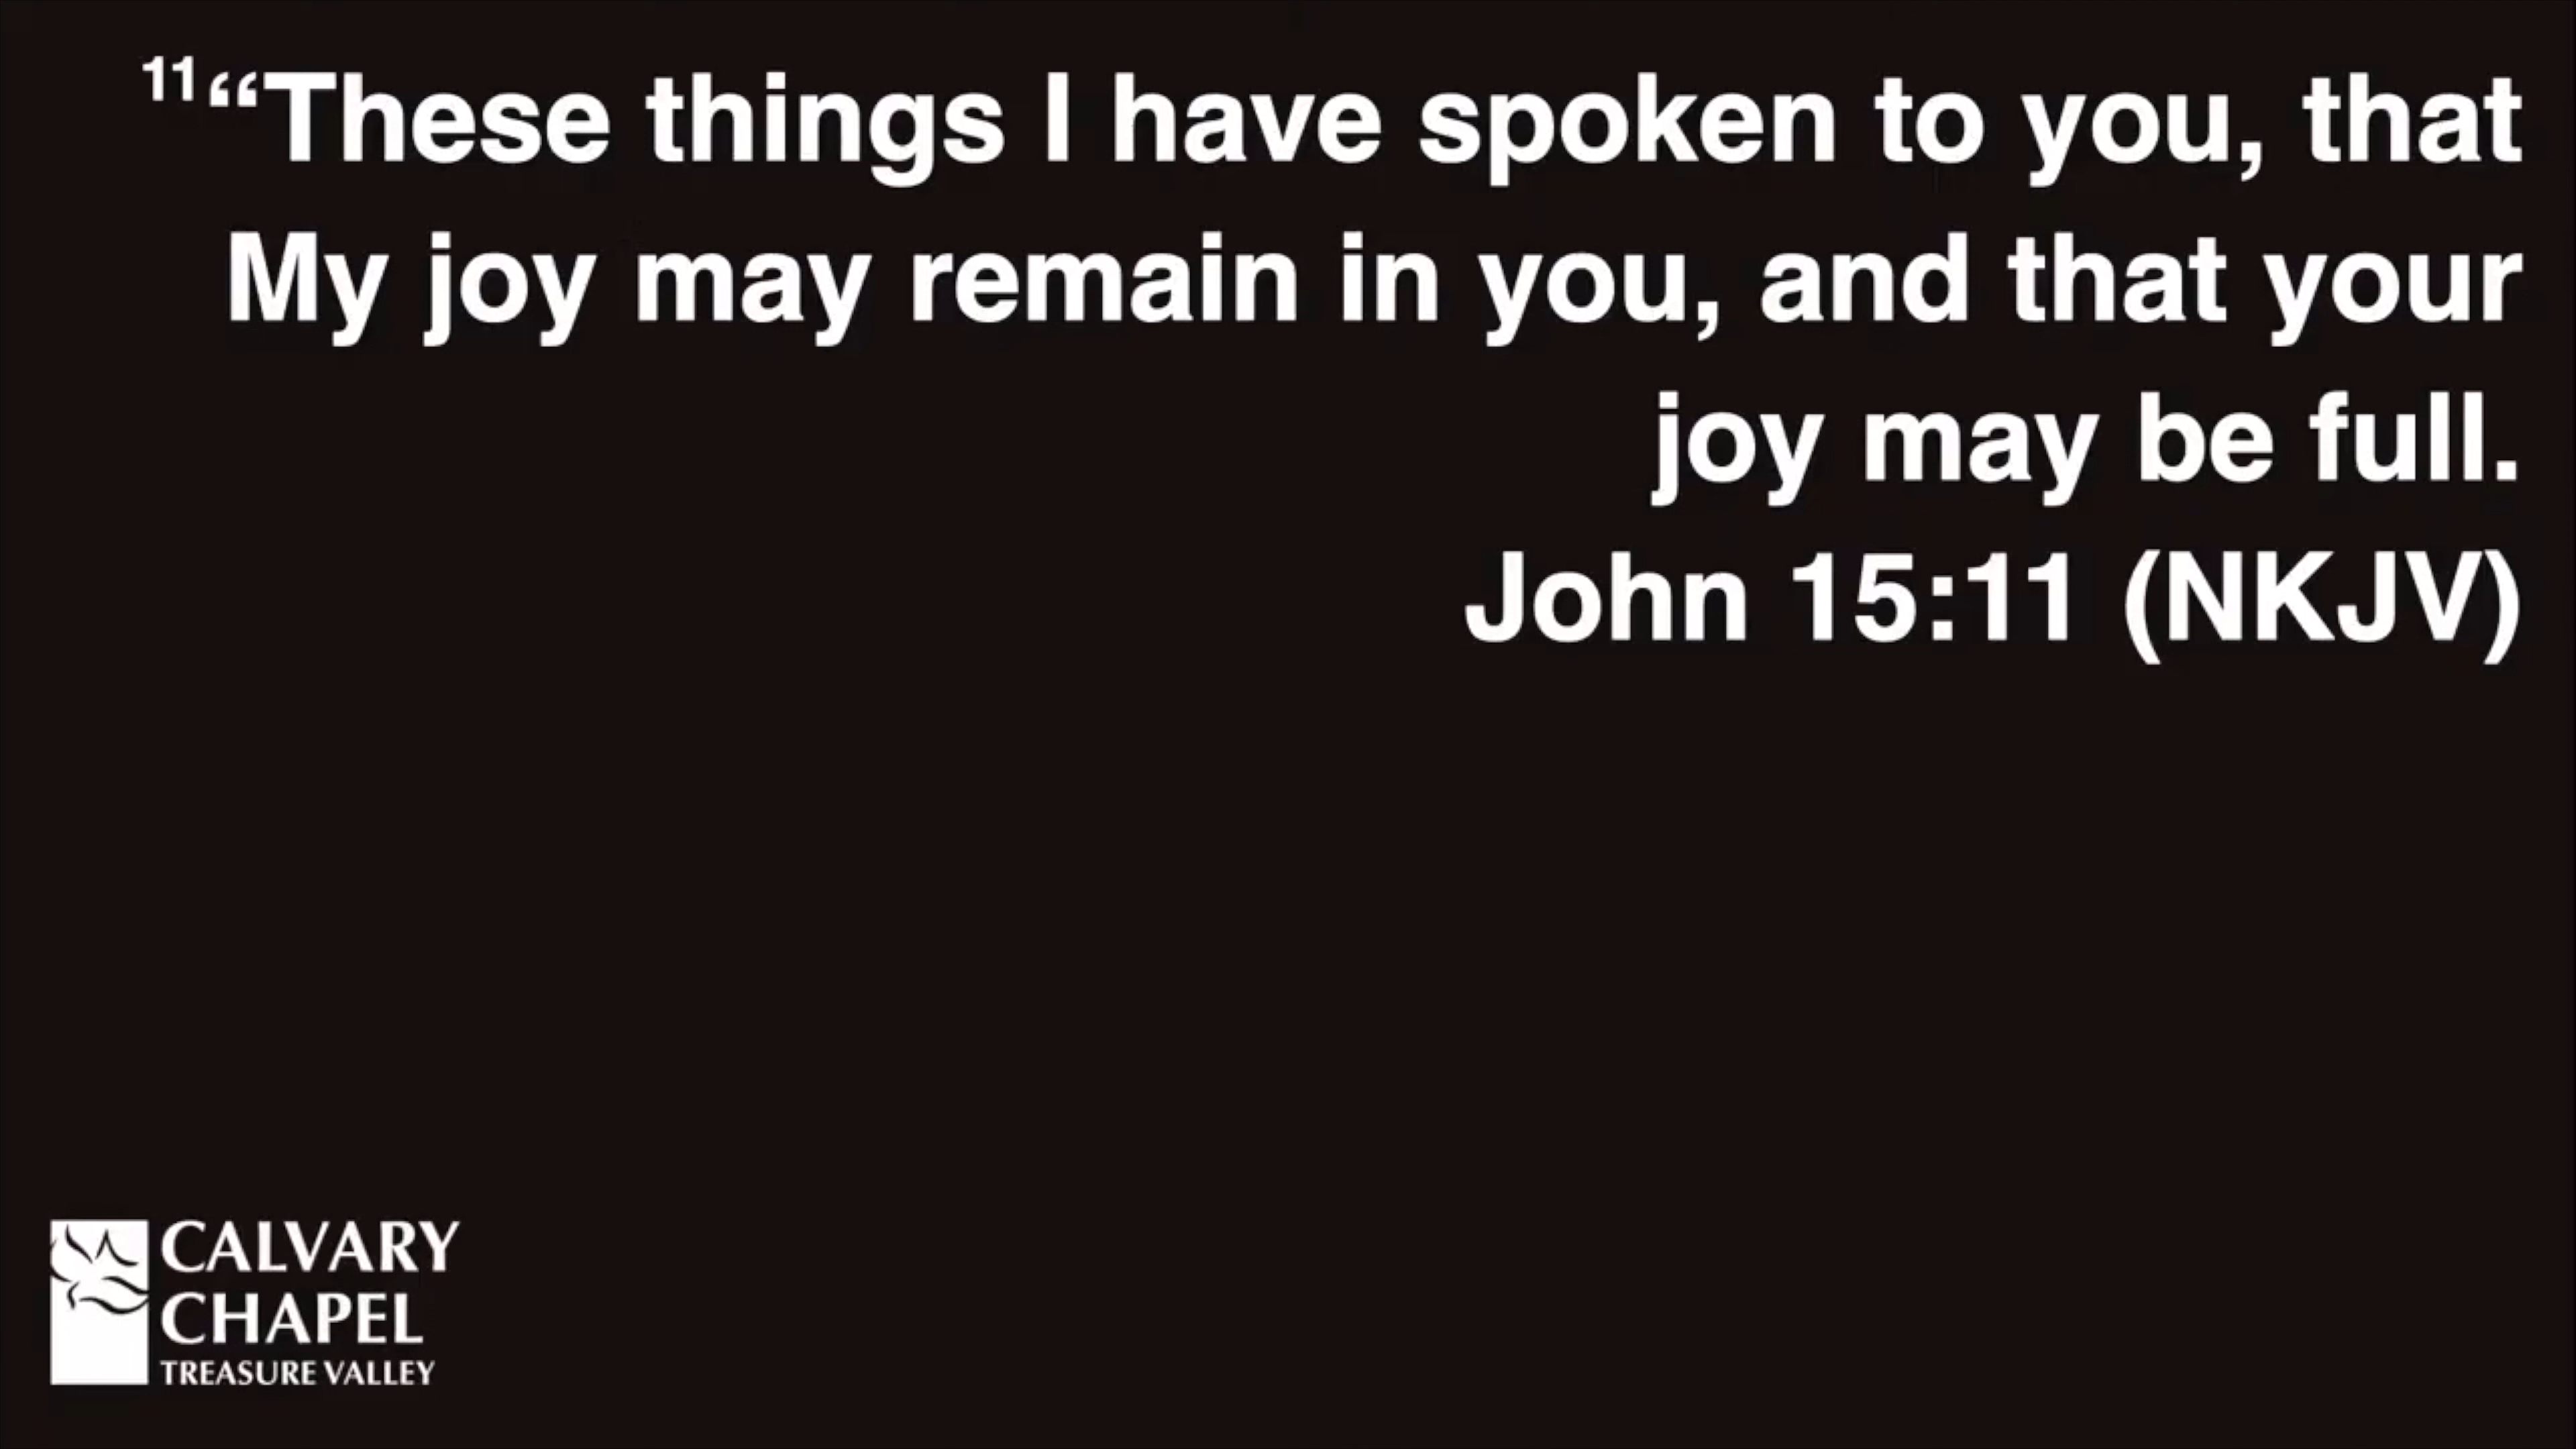 11“These things I have spoken to you, that
My joy may remain in you, and that your
joy may be full.
John 15:11 (NKJV)
CALVARY
CHAPEL
TREASURE VALLEY